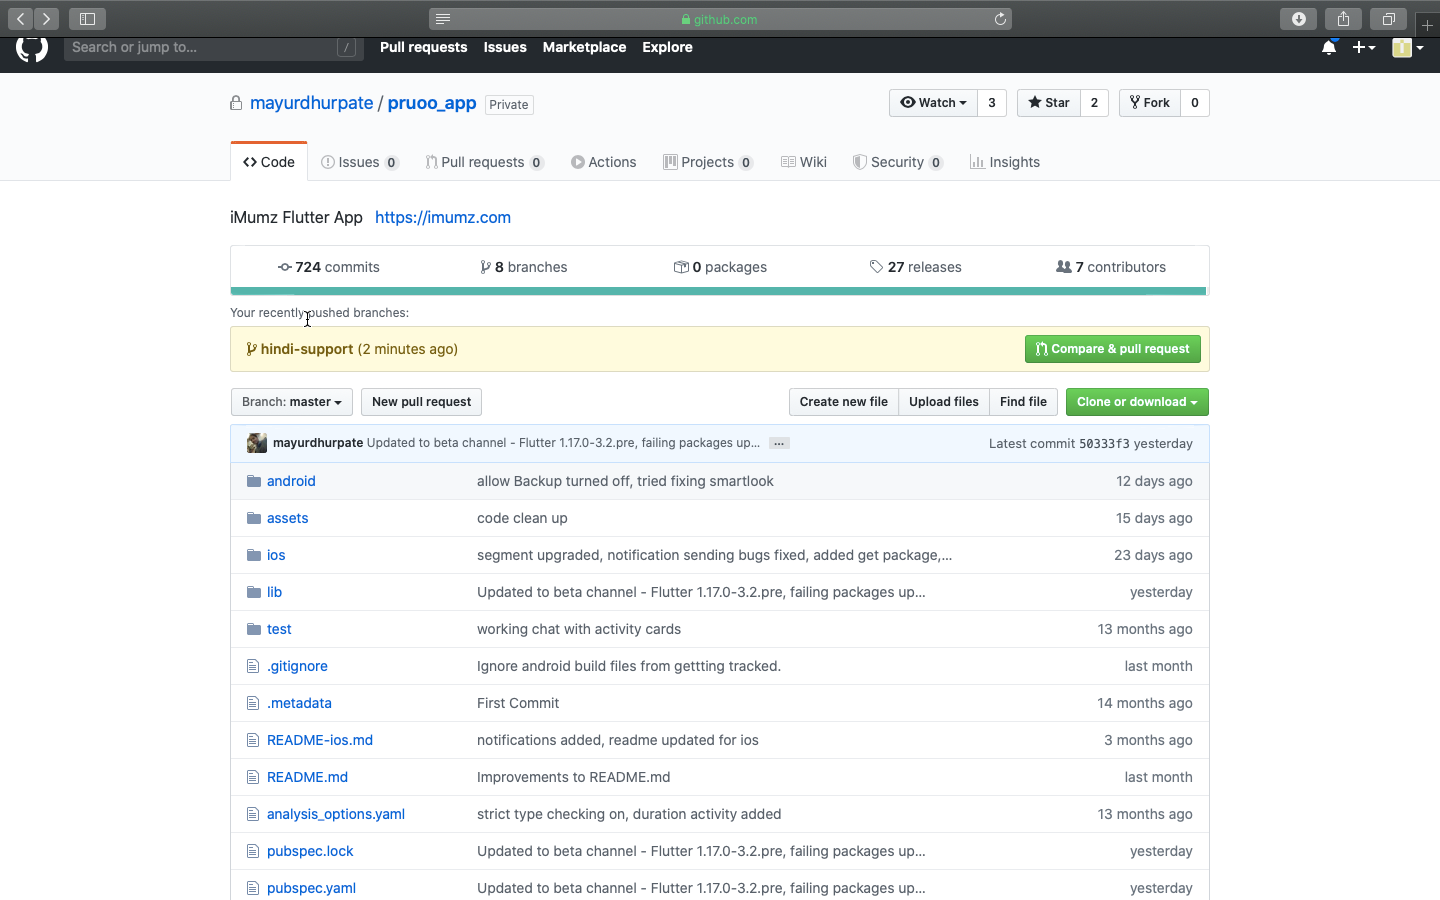 github.com
Search or jump to... /
Pull requests Issues Marketplace Explore
mayurdhurpate / pruoo_app Private
Watch 3 Star 2 Fork 0
Code Issues 0 Pull requests 0 Actions Projects 0 Wiki Security 0 Insights
iMumz Flutter App https://imumz.com
724 commits 8 branches 0 packages 27 releases 7 contributors
Your recently pushed branches:
hindi-support (2 minutes ago) Compare & pull request
Branch: master New pull request Create new file Upload files Find file Clone or download
mayurdhurpate Updated to beta channel - Flutter 1.17.0-3.2.pre, failing packages up... ... Latest commit 50333f3 yesterday
android allow Backup turned off, tried fixing smartlook 12 days ago
assets code clean up 15 days ago
ios segment upgraded, notification sending bugs fixed, added get package,... 23 days ago
lib Updated to beta channel - Flutter 1.17.0-3.2.pre, failing packages up... yesterday
test working chat with activity cards 13 months ago
.gitignore Ignore android build files from gettting tracked. last month
.metadata First Commit 14 months ago
README-ios.md notifications added, readme updated for ios 3 months ago
README.md Improvements to README.md last month
analysis_options.yaml strict type checking on, duration activity added 13 months ago
pubspec.lock Updated to beta channel - Flutter 1.17.0-3.2.pre, failing packages up... yesterday
pubspec.yaml Updated to beta channel - Flutter 1.17.0-3.2.pre, failing packages up... yesterday